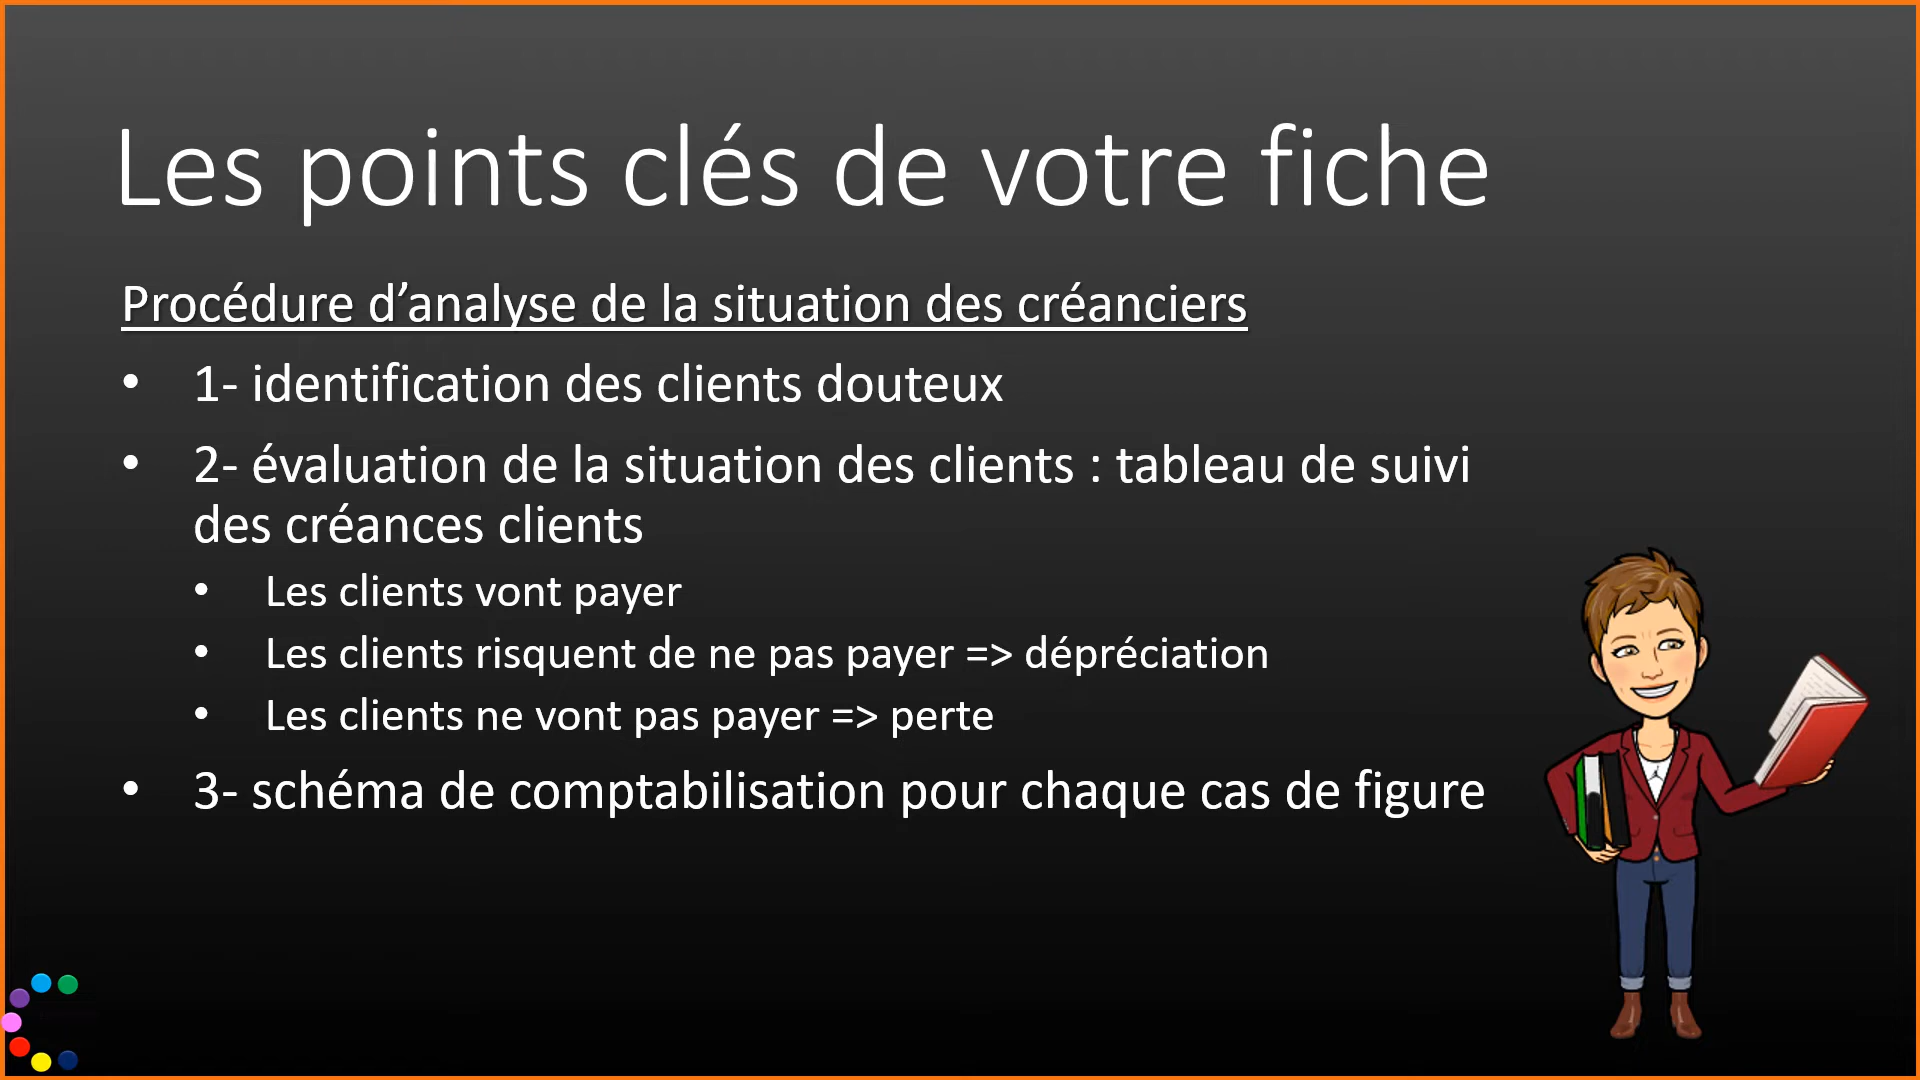 Les points clés de votre fiche
Procédure d’analyse de la situation des créanciers
• 1- identification des clients douteux
• 2- évaluation de la situation des clients : tableau de suivi
des créances clients
• Les clients vont payer
• Les clients risquent de ne pas payer => dépréciation
• Les clients ne vont pas payer => perte
• 3- schéma de comptabilisation pour chaque cas de figure